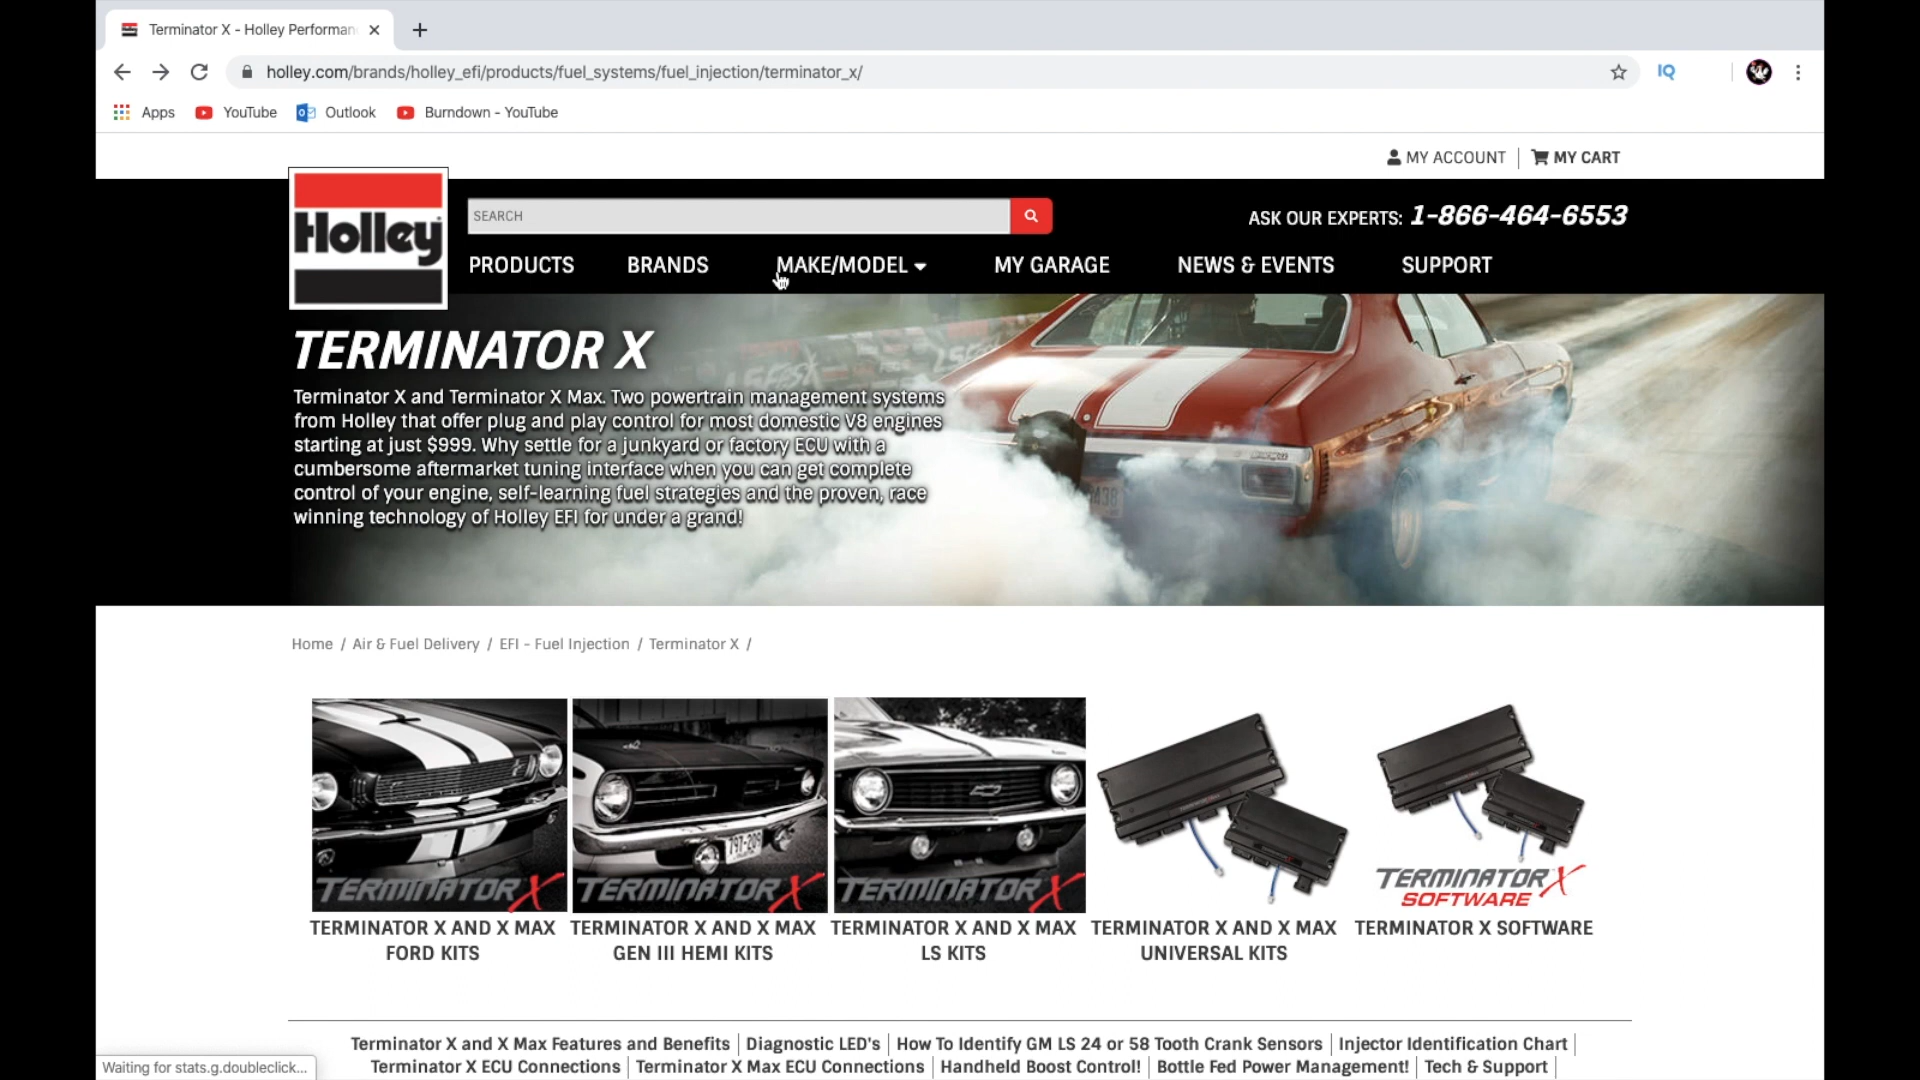 Terminator X - Holley Performan
holley.com/brands/holley_efi/products/fuel_systems/fuel_injection/terminator_x/
IQ
Apps YouTube Outlook Burndown - YouTube
MY ACCOUNT MY CART
Holley
SEARCH
ASK OUR EXPERTS: 1-866-464-6553
PRODUCTS BRANDS MAKE/MODEL MY GARAGE NEWS & EVENTS SUPPORT
TERMINATOR X
Terminator X and Terminator X Max. Two powertrain management systems
from Holley that offer plug and play control for most domestic V8 engines
starting at just $999. Why settle for a junkyard or factory ECU with a
cumbersome aftermarket tuning interface when you can get complete
control of your engine, self-learning fuel strategies and the proven, race
winning technology of Holley EFI for under a grand!
Home / Air & Fuel Delivery / EFI - Fuel Injection / Terminator X /
TERMINATOR X TERMINATOR X TERMINATOR X TERMINATOR X
SOFTWARE
TERMINATOR X AND X MAX
FORD KITS
TERMINATOR X AND X MAX
GEN III HEMI KITS
TERMINATOR X AND X MAX
LS KITS
TERMINATOR X AND X MAX
UNIVERSAL KITS
TERMINATOR X SOFTWARE
Terminator X and X Max Features and Benefits | Diagnostic LED's | How To Identify GM LS 24 or 58 Tooth Crank Sensors | Injector Identification Chart |
Terminator X ECU Connections | Terminator X Max ECU Connections | Handheld Boost Control! | Bottle Fed Power Management! | Tech & Support |
Waiting for stats.g.doubleclick...